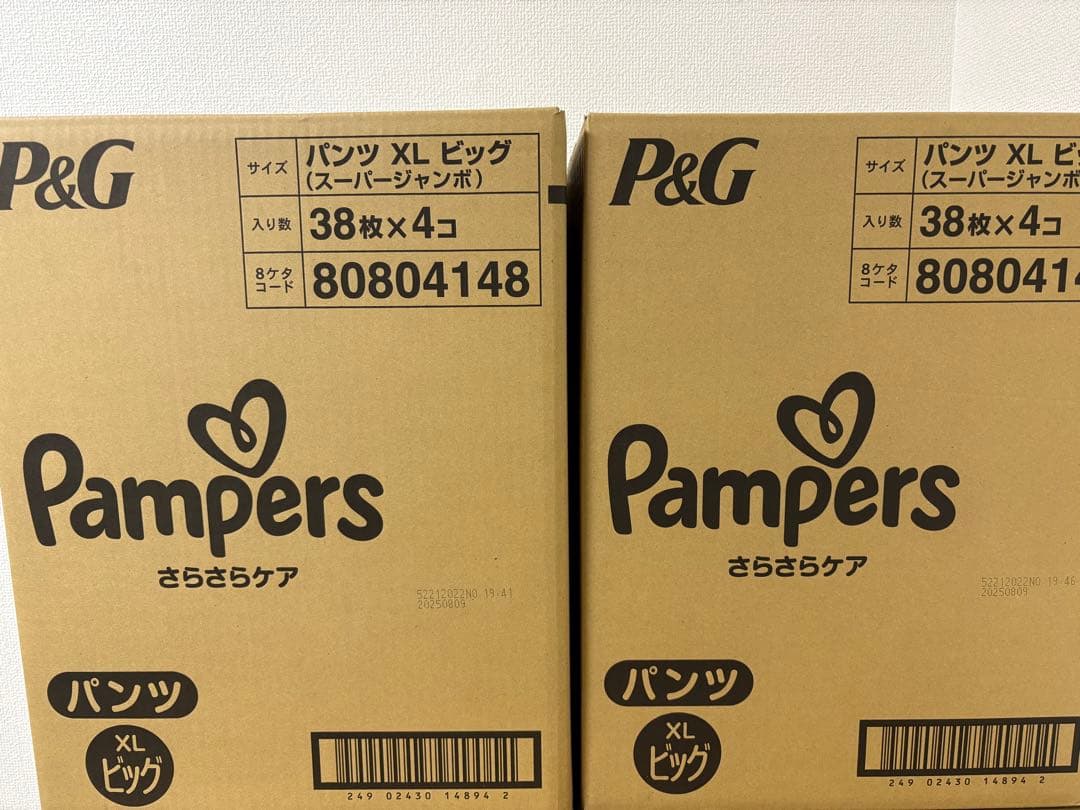 P&G
サイズ
パンツ XL ビッグ
(スーパージャンボ)
入り数
38枚×4コ
8ケタ
コード
80804148
Pampers
さらさらケア
52212022NO 19:41
20250809
パンツ
XL
ビッグ
249 02430 14894 2
P&G
サイズ
パンツ XL ビッ
(スーパージャンボ
入り数
38枚×4コ
8ケタ
コード
8080414
Pampers
さらさらケア
52212022NO 19:46
20250809
パンツ
XL
ビッグ
249 02430 14894 2